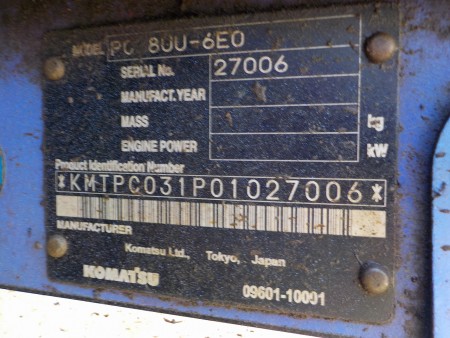 MODEL PC 800-6E0
SERIAL No. 27006
MANUFACT. YEAR
MASS kg
ENGINE POWER kW
Product Identification Number
*KMTPC031P01027006*
MANUFACTURER
Komatsu Ltd., Tokyo, Japan
KOMATSU 09601-10001